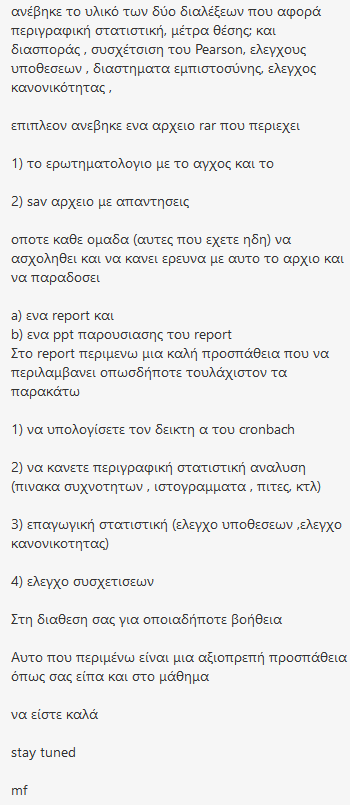 ανέβηκε το υλικό των δύο διαλέξεων που αφορά
περιγραφική στατιστική, μέτρα θέσης; και
διασποράς , συσχέτσιση του Pearson, ελεγχους
υποθεσεων , διαστηματα εμπιστοσύνης, ελεγχος
κανονικότητας ,
επιπλεον ανεβηκε ενα αρχειο rar που περιεχει
1) το ερωτηματολογιο με το αγχος και το
2) sav αρχειο με απαντησεις
οποτε καθε ομαδα (αυτες που εχετε ηδη) να
ασχοληθει και να κανει ερευνα με αυτο το αρχιο και
να παραδοσει
a) ενα report και
b) ενα ppt παρουσιασης του report
Στο report περιμενω μια καλή προσπάθεια που να
περιλαμβανει οπωσδήποτε τουλάχιστον τα
παρακάτω
1) να υπολογίσετε τον δεικτη α του cronbach
2) να κανετε περιγραφική στατιστική αναλυση
(πινακα συχνοτητων , ιστογραμματα , πιτες, κτλ)
3) επαγωγική στατιστική (ελεγχο υποθεσεων ,ελεγχο
κανονικοτητας)
4) ελεγχο συσχετισεων
Στη διαθεση σας για οποιαδήποτε βοήθεια
Αυτο που περιμένω είναι μια αξιοπρεπή προσπάθεια
όπως σας είπα και στο μάθημα
να είστε καλά
stay tuned
mf